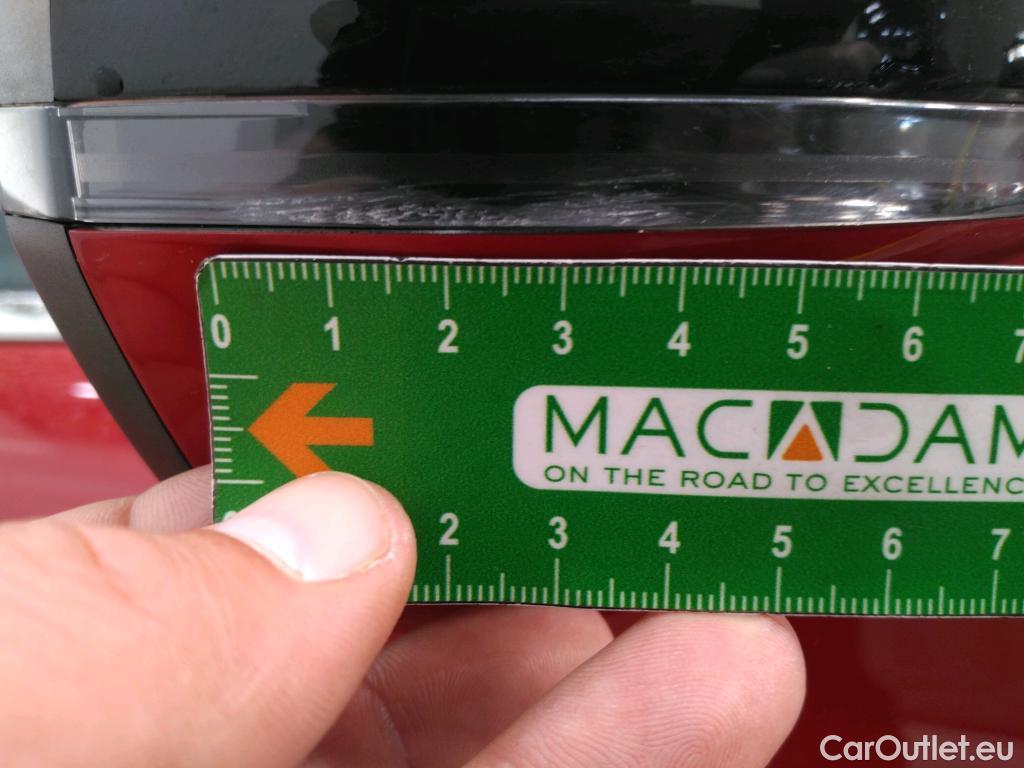 0 1 2 3 4 5 6 7
MACADAM
ON THE ROAD TO EXCELLENC
2 3 4 5 6 7
CarOutlet.eu